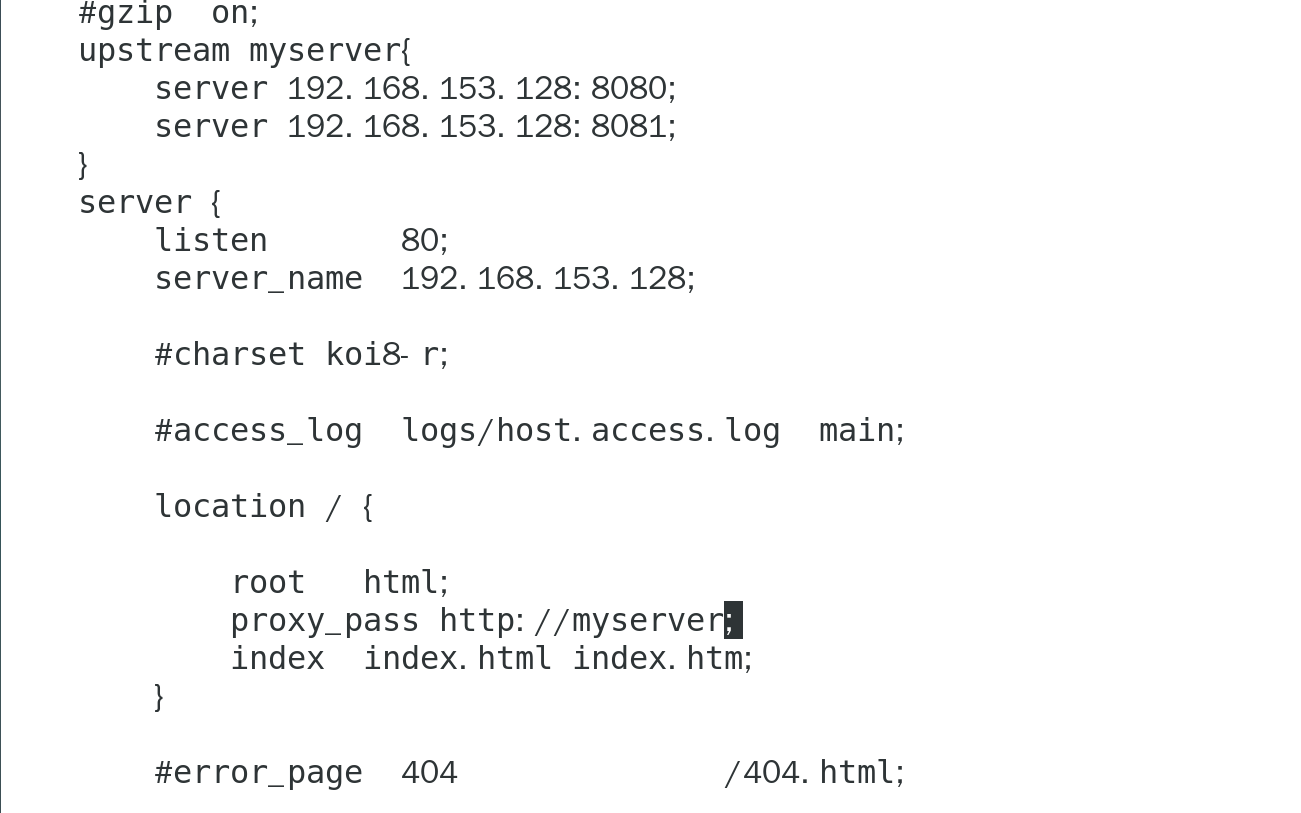 #gzip  on;
upstream myserver{
    server 192.168.153.128:8080;
    server 192.168.153.128:8081;
}
server {
    listen       80;
    server_name  192.168.153.128;

    #charset koi8-r;

    #access_log  logs/host.access.log  main;

    location / {

        root   html;
        proxy_pass http://myserver;
        index  index.html index.htm;
    }

    #error_page  404              /404.html;